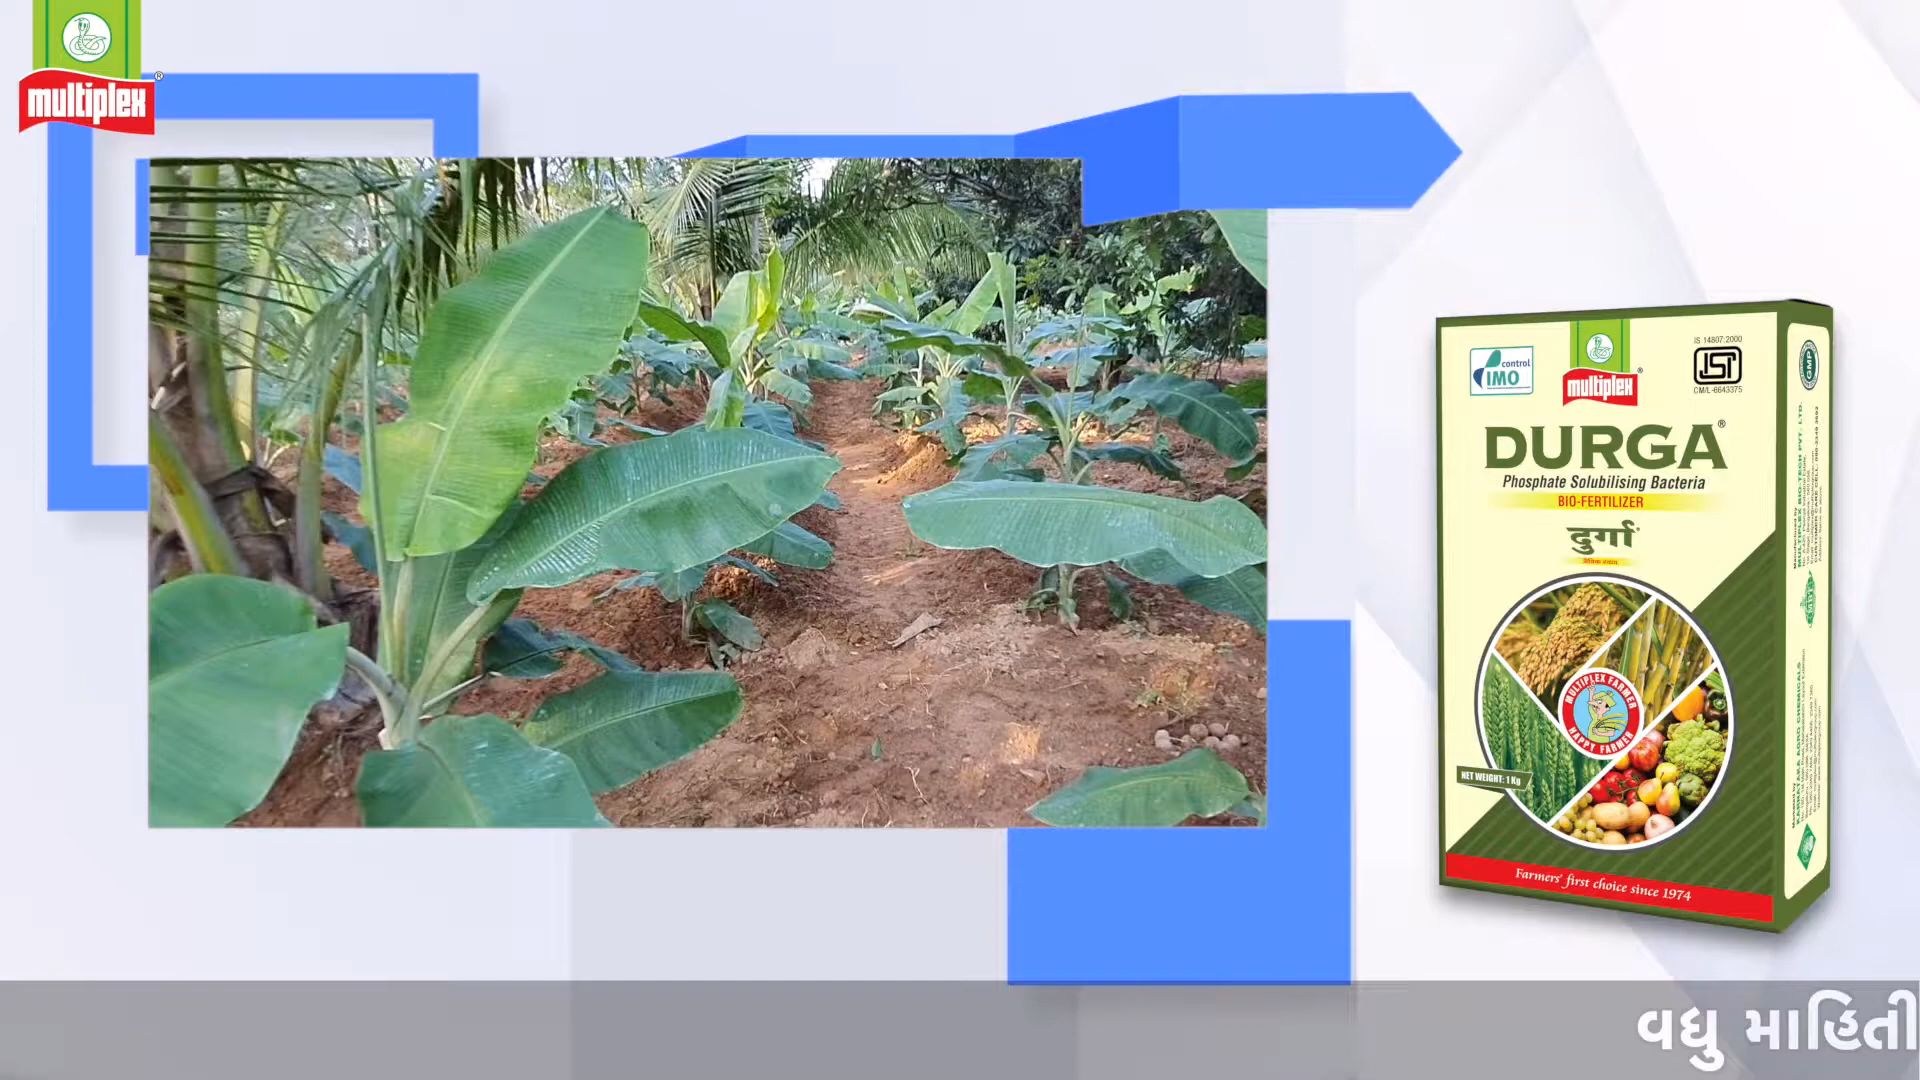 multiplex
control
IMO
multiplex
IS 14807:2000
CM/L-6643375
GMP
DURGA
Phosphate Solubilising Bacteria
BIO-FERTILIZER
दुर्गा
MULTIPLEX FARMER
HAPPY FARMER
NET WEIGHT: 1 Kg
Farmers' first choice since 1974
વધુ માહિતી